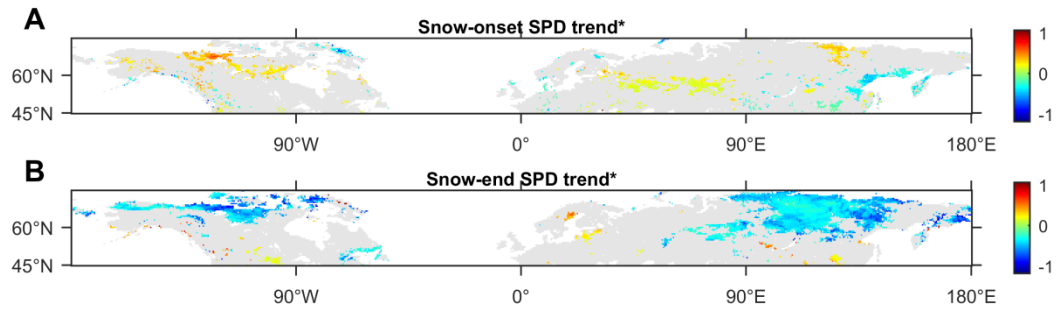 A
Snow-onset SPD trend*
60°N
45°N
90°W
0°
90°E
180°E
1
0
-1
B
Snow-end SPD trend*
60°N
45°N
90°W
0°
90°E
180°E
1
0
-1